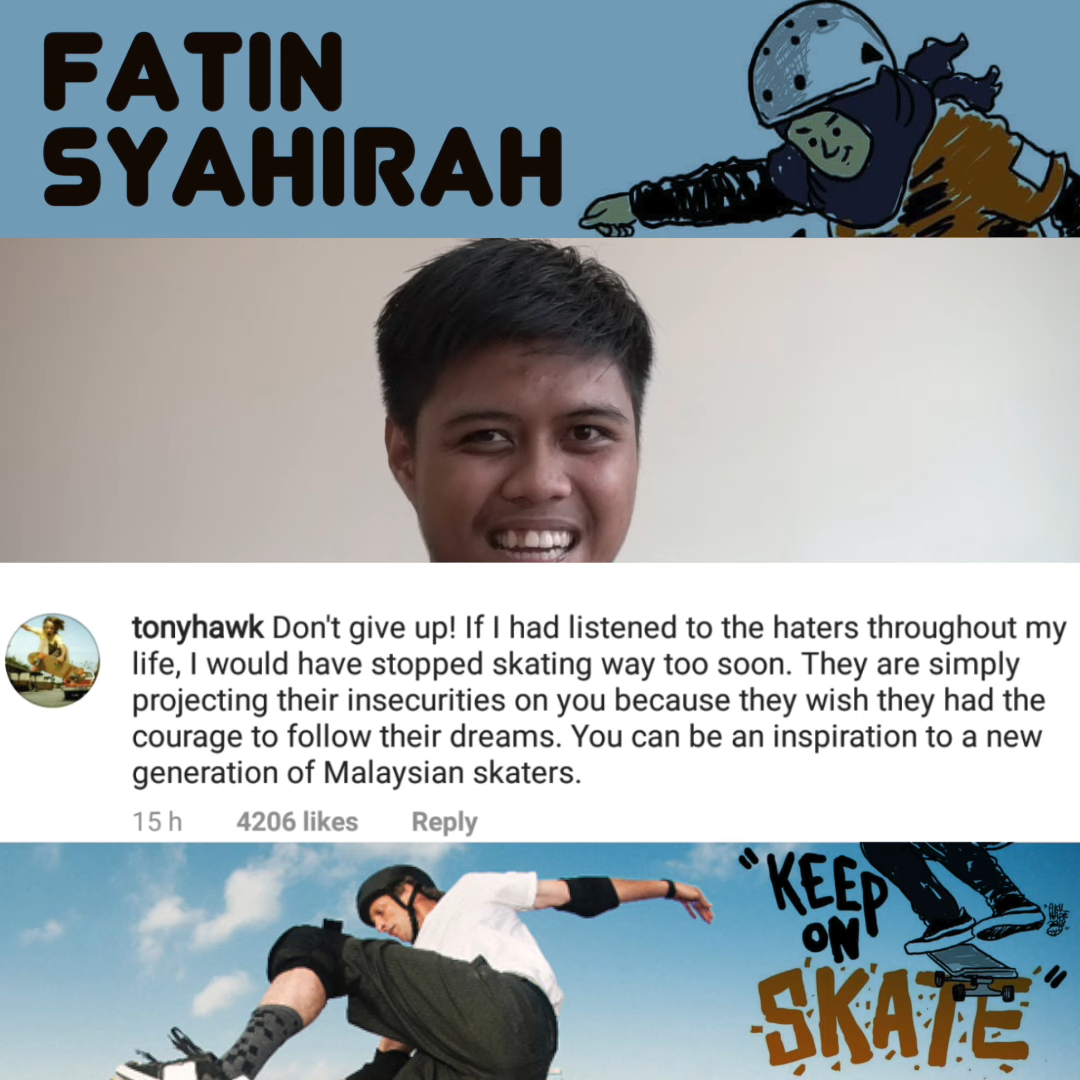 FATIN
SYAHIRAH
tonyhawk Don't give up! If I had listened to the haters throughout my
life, I would have stopped skating way too soon. They are simply
projecting their insecurities on you because they wish they had the
courage to follow their dreams. You can be an inspiration to a new
generation of Malaysian skaters.
15 h 4206 likes Reply
"KEEP
ON
SKATE"